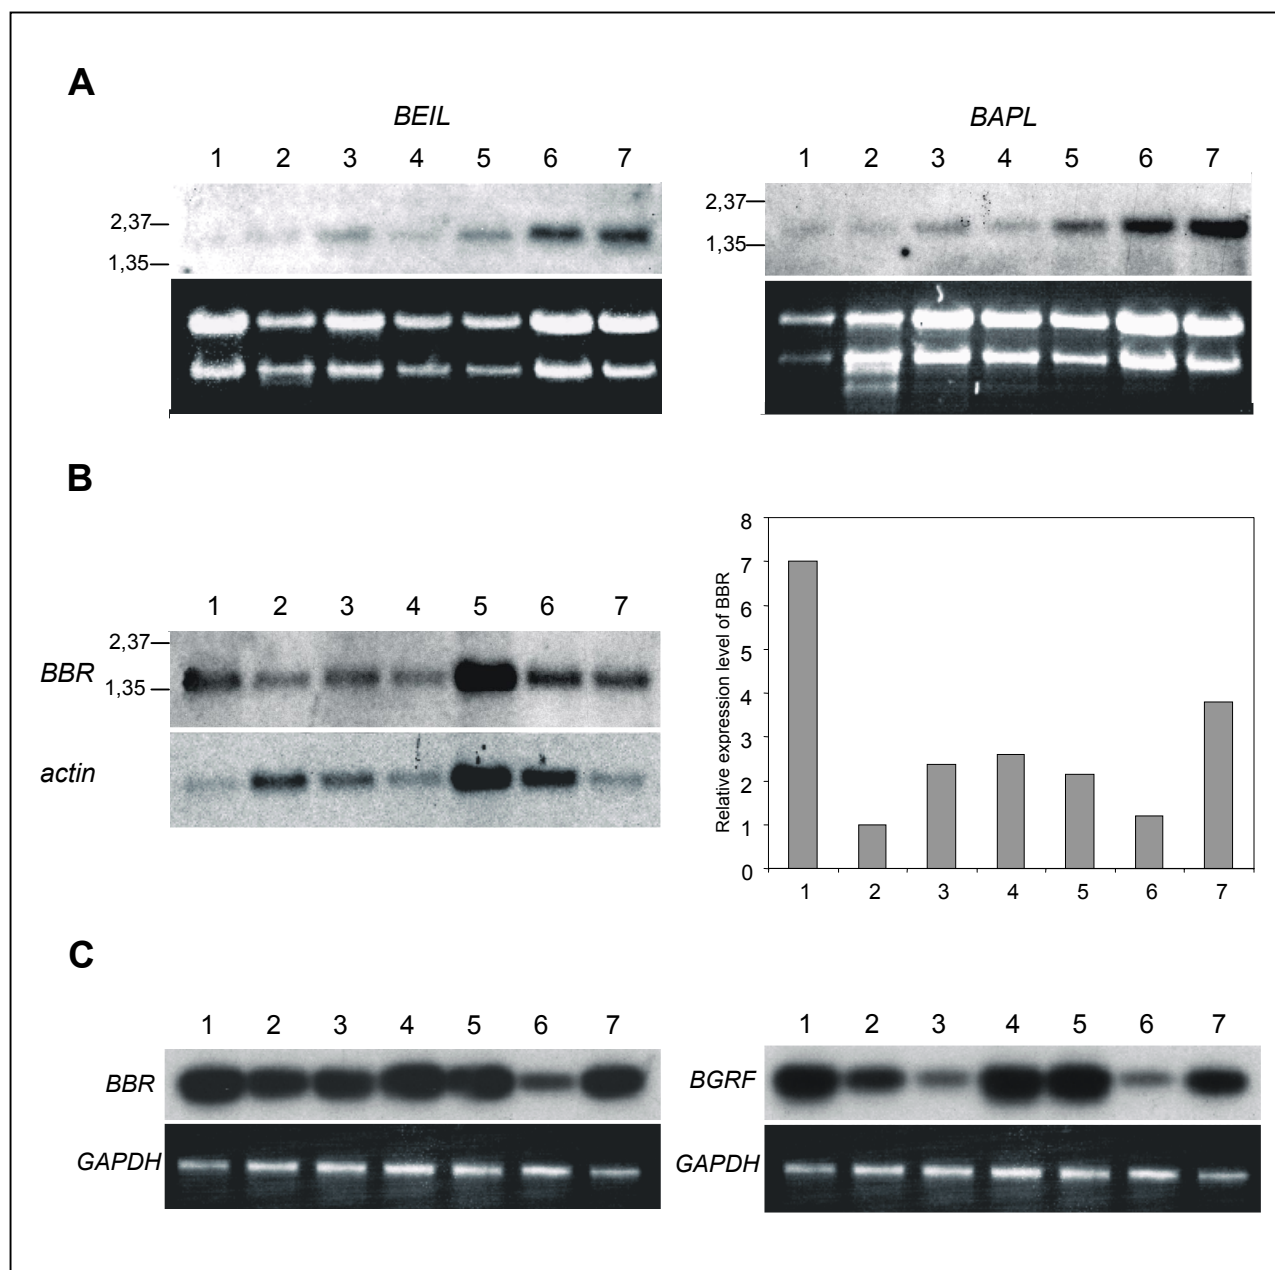 A
BEIL
1 2 3 4 5 6 7
2,37
1,35
BAPL
1 2 3 4 5 6 7
2,37
1,35
B
1 2 3 4 5 6 7
2,37
BBR
1,35
actin
Relative expression level of BBR
8
7
6
5
4
3
2
1
0
1 2 3 4 5 6 7
C
1 2 3 4 5 6 7
BBR
GAPDH
1 2 3 4 5 6 7
BGRF
GAPDH